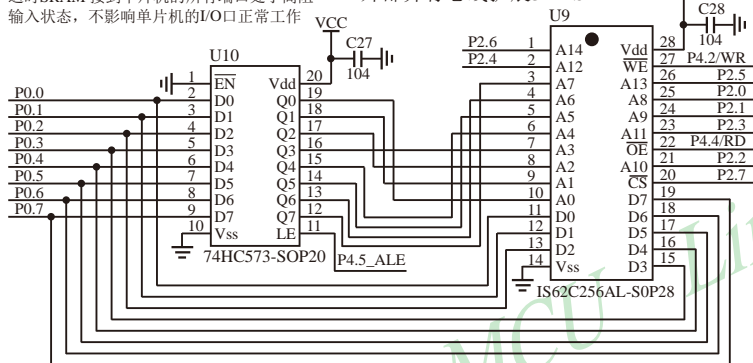 输入状态，不影响单片机的I/O口正常工作
VCC
C27
104
U10
1 EN Vdd 20
P0.0 2 D0 Q0 19
P0.1 3 D1 Q1 18
P0.2 4 D2 Q2 17
P0.3 5 D3 Q3 16
P0.4 6 D4 Q4 15
P0.5 7 D5 Q5 14
P0.6 8 D6 Q6 13
P0.7 9 D7 Q7 12
10 Vss LE 11
P4.5_ALE
74HC573-SOP20
C28
104
U9
P2.6 1 A14 Vdd 28
P2.4 2 A12 WE 27 P4.2/WR
3 A7 A13 26 P2.5
4 A6 A8 25 P2.0
5 A5 A9 24 P2.1
6 A4 A11 23 P2.3
7 A3 OE 22 P4.4/RD
8 A2 A10 21 P2.2
9 A1 CS 20 P2.7
10 A0 D7 19
11 D0 D6 18
12 D1 D5 17
13 D2 D4 16
14 Vss D3 15
IS62C256AL-S0P28
MCU Lim